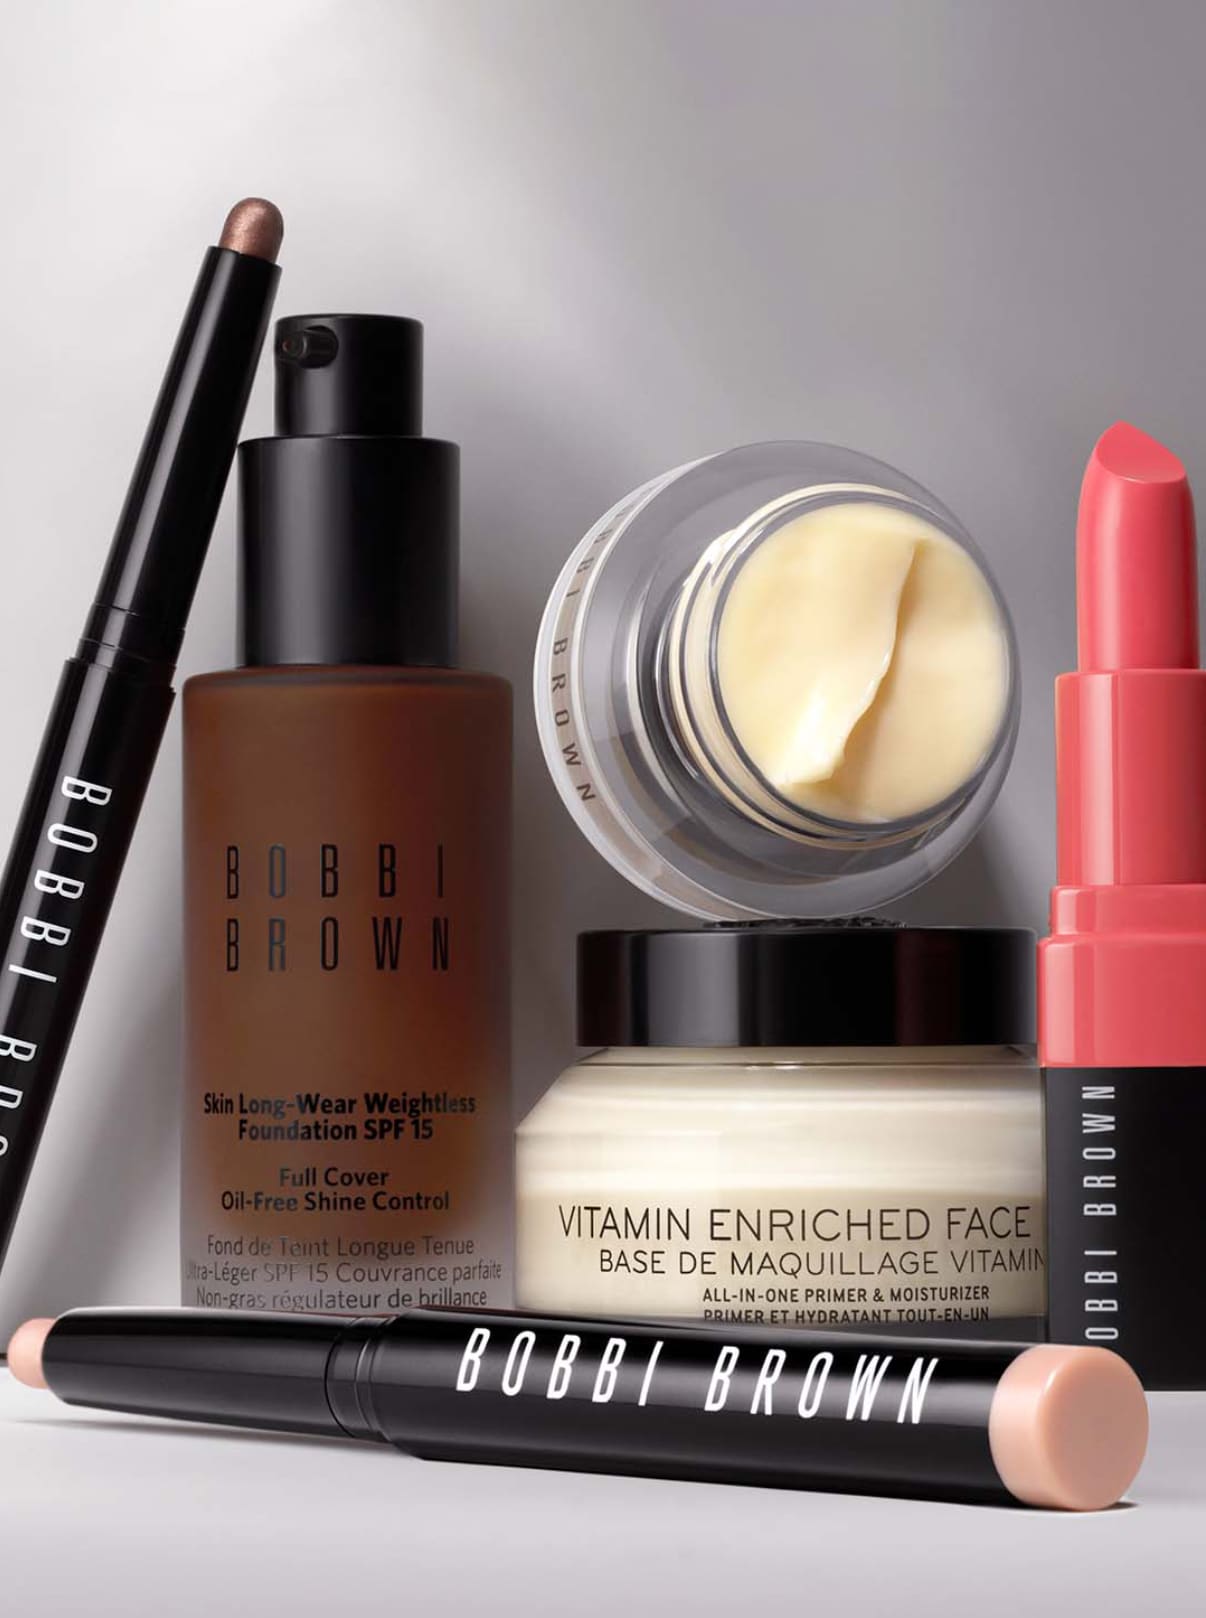 BOBBI BRO
BOBBI
BROWN
Skin Long-Wear Weightless
Foundation SPF 15
Full Cover
Oil-Free Shine Control
Fond de Teint Longue Tenue
Ultra-Léger SPF 15 Couvrance parfaite
Non-gras régulateur de brillance
BOBBI BROWN
VITAMIN ENRICHED FACE
BASE DE MAQUILLAGE VITAMIN
ALL-IN-ONE PRIMER & MOISTURIZER
PRIMER ET HYDRATANT TOUT-EN-UN
BOBBI BROWN
BOBBI BROWN